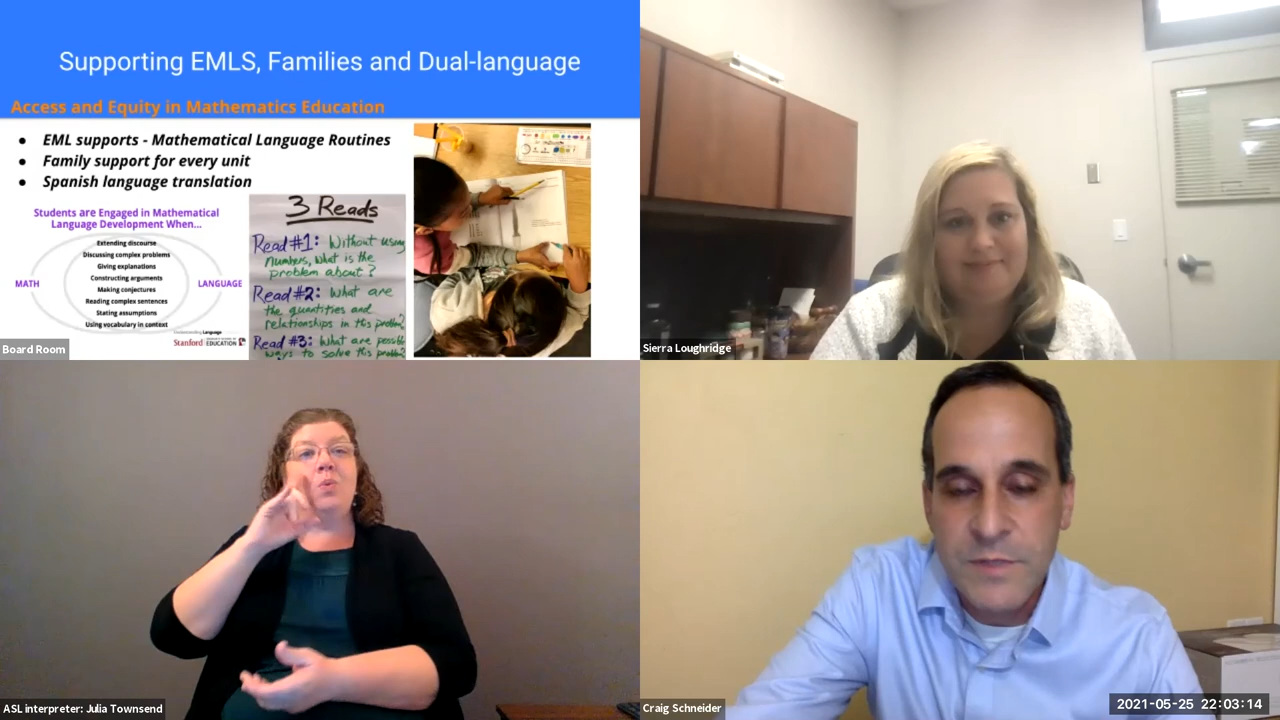 Supporting EMLS, Families and Dual-language
Access and Equity in Mathematics Education
● EML supports - Mathematical Language Routines
● Family support for every unit
● Spanish language translation
Students are Engaged in Mathematical
Language Development When...
Extending discourse
Discussing complex problems
Giving explanations
Constructing arguments
Making conjectures
Reading complex sentences
Stating assumptions
Using vocabulary in context
MATH
LANGUAGE
Understanding Language
Stanford
EDUCATION
3 Reads
Read #1: Without using
numbers, what is the
problem about?
Read #2: What are
the quantities and
relationships in this problem?
Read #3: What are possible
ways to solve this problem?
Board Room
Sierra Loughridge
ASL interpreter: Julia Townsend
Craig Schneider
2021-05-25 22:03:14